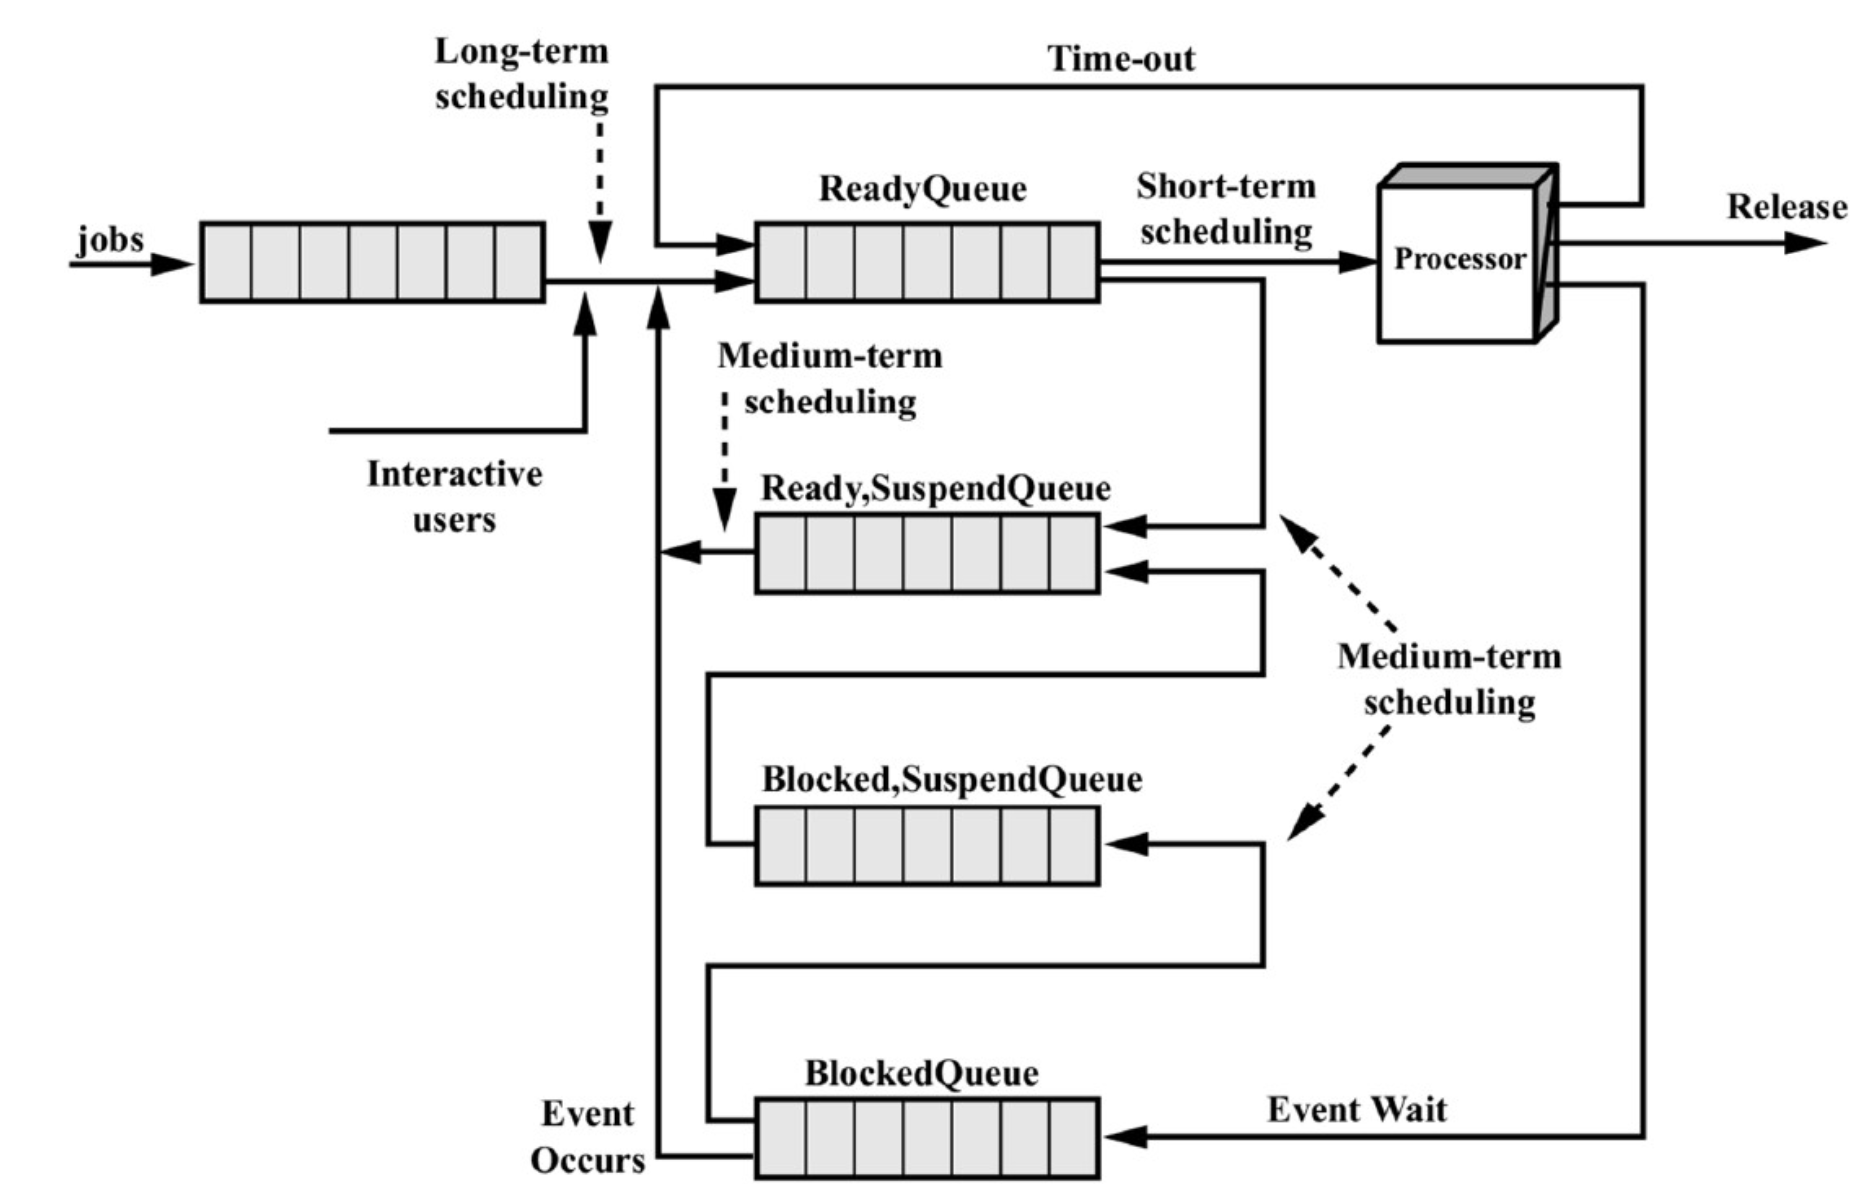 Long-term
scheduling
Time-out
ReadyQueue
Short-term
scheduling
Release
jobs
Processor
Medium-term
scheduling
Interactive
users
Ready,SuspendQueue
Medium-term
scheduling
Blocked,SuspendQueue
BlockedQueue
Event
Occurs
Event Wait